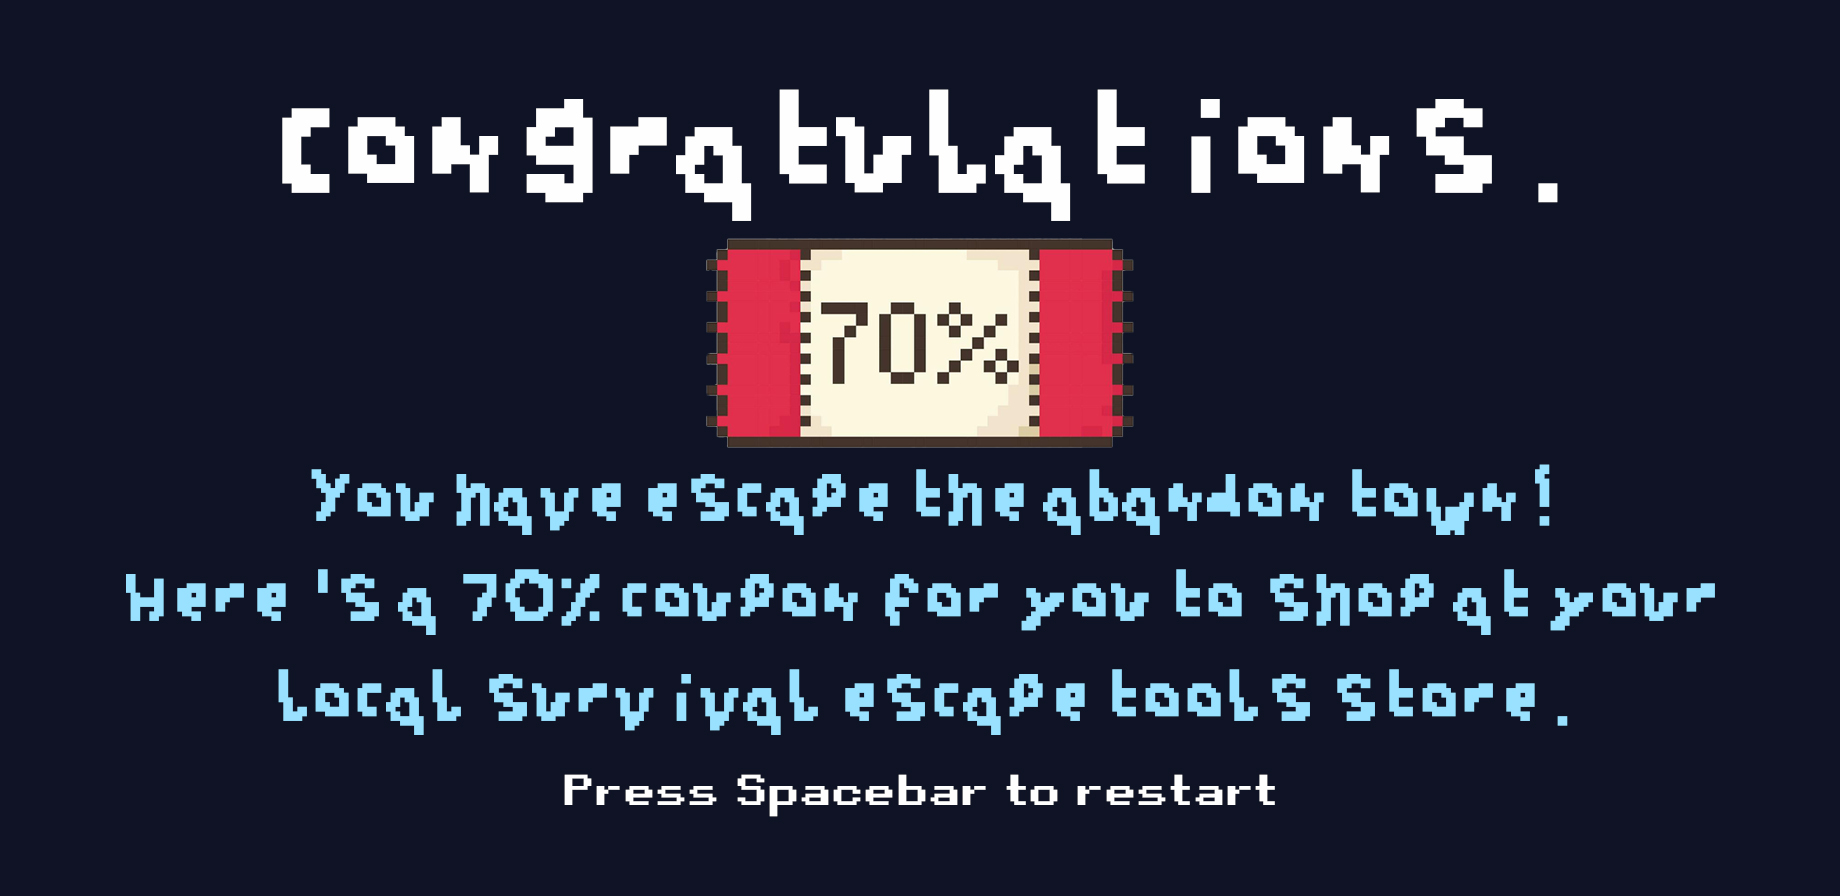 Congratulations.
70%
You have escape the abandon town!
Here's a 70% coupon for you to shop at your
local survival escape tools store.
Press Spacebar to restart